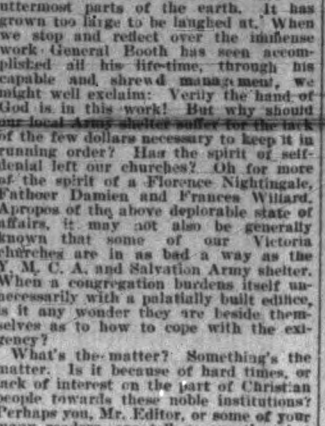 uttermost parts of the earth. It has
grown too large to be laughed at. When
we stop and reflect over the immense
work General Booth has seen accom-
plished all his life-time, through his
capable and shrewd management, we
might well exclaim: Verily the hand of
God is in this work! But why should
our local Army shelter suffer for the lack
of the few dollars necessary to keep it in
running order? Has the spirit of self-
denial left our churches? Oh for more
of the spirit of a Florence Nightingale,
Fathoer Damien and Frances Willard.
Apropos of the above deplorable state of
affairs, it may not also be generally
known that some of our Victoria
churches are in as bad a way as the
Y. M. C. A. and Salvation Army shelter.
When a congregation burdens itself un-
necessarily with a palatially built edifice,
is it any wonder they are beside them-
selves as to how to cope with the exi-
gency?
What's the matter? Something's the
matter. Is it because of hard times, or
lack of interest on the part of Christian
people towards these noble institutions?
Perhaps you, Mr. Editor, or some of your